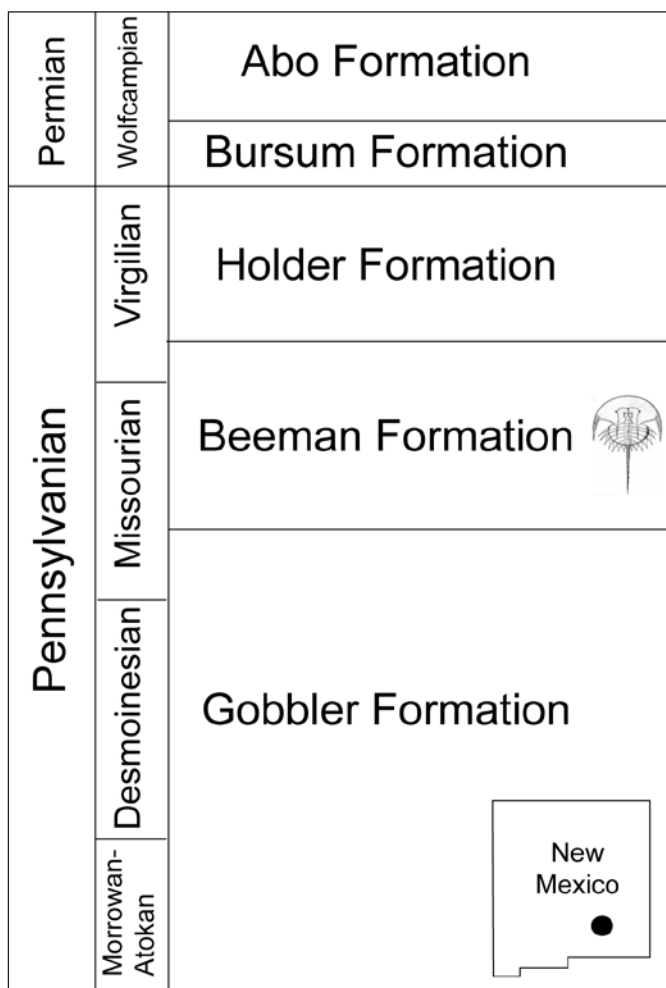 Permian
Wolfcampian
Abo Formation
Bursum Formation
Pennsylvanian
Virgilian
Holder Formation
Missourian
Beeman Formation
Desmoinesian
Gobbler Formation
Morrowan-
Atokan
New
Mexico